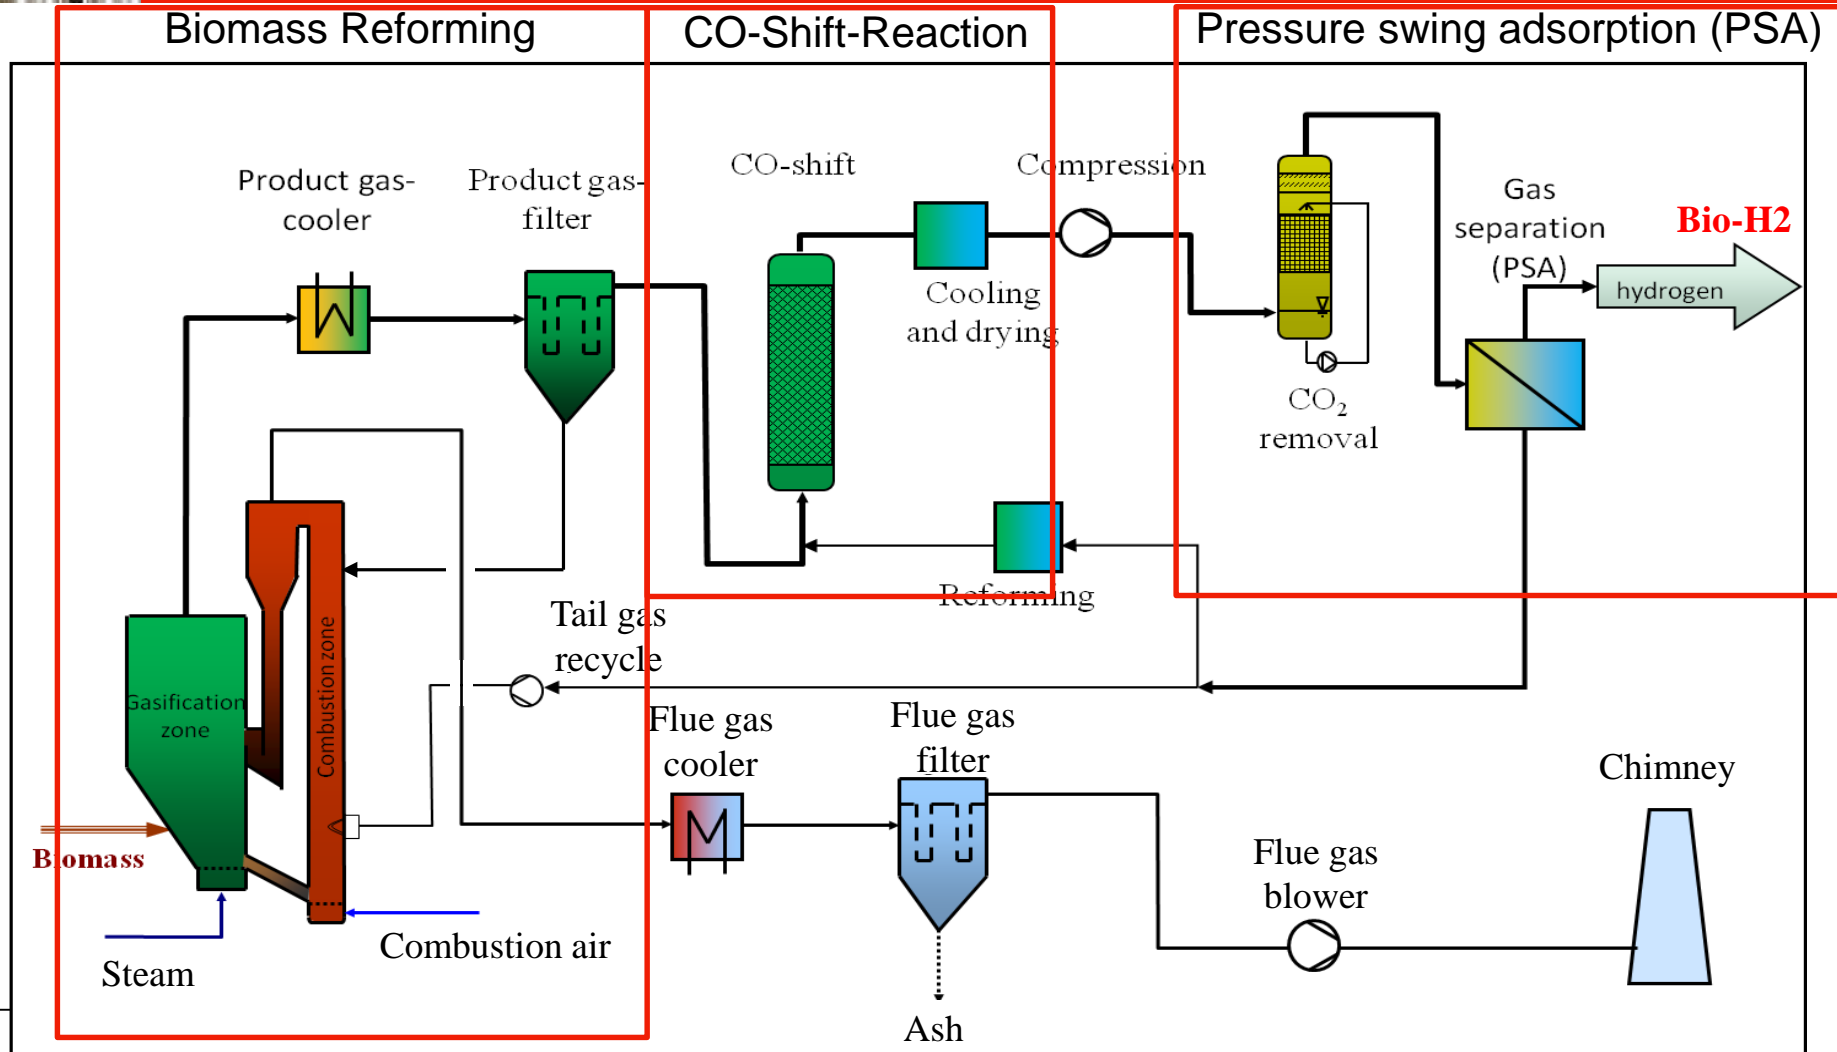 Biomass Reforming
CO-Shift-Reaction
Pressure swing adsorption (PSA)
Product gas-
cooler
Product gas-
filter
CO-shift
Cooling
and drying
Compression
CO₂
removal
Gas
separation
(PSA)
Bio-H2
hydrogen
Reforming
Tail gas
recycle
Gasification
zone
Combustion zone
Biomass
Steam
Combustion air
Flue gas
cooler
Flue gas
filter
Ash
Flue gas
blower
Chimney